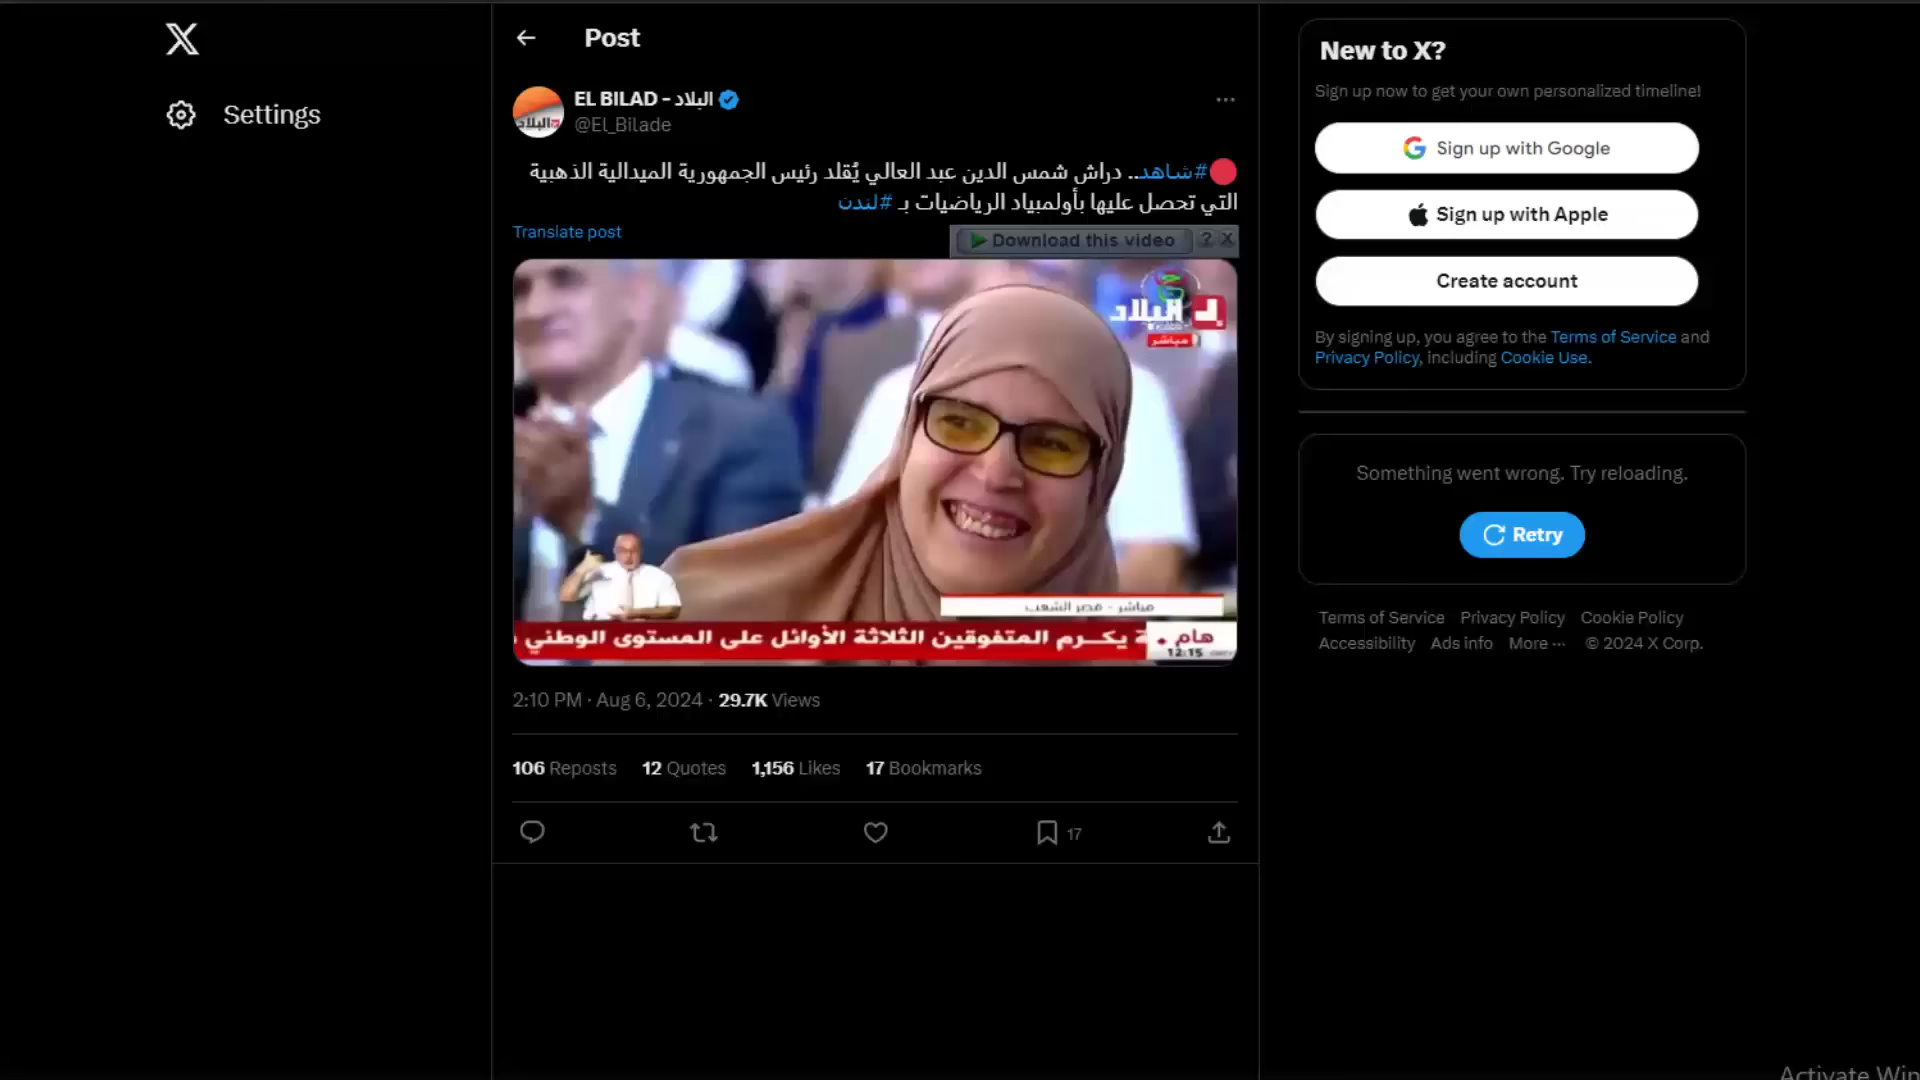 Post
Settings
EL BILAD - البلاد
@El_Bilade
#شاهد.. دراش شمس الدين عبد العالي يُقلد رئيس الجمهورية الميدالية الذهبية
التي تحصل عليها بأولمبياد الرياضيات بـ #لندن
Translate post
Download this video ? X
البلاد
مباشر
مباشر - قصر الشعب
ة يكـرم المتفوقين الثلاثة الأوائل على المستوى الوطني
هام
12:15
2:10 PM · Aug 6, 2024 · 29.7K Views
106 Reposts 12 Quotes 1,156 Likes 17 Bookmarks
17
New to X?
Sign up now to get your own personalized timeline!
Sign up with Google
Sign up with Apple
Create account
By signing up, you agree to the Terms of Service and
Privacy Policy, including Cookie Use.
Something went wrong. Try reloading.
Retry
Terms of Service Privacy Policy Cookie Policy
Accessibility Ads info More ··· © 2024 X Corp.
Activate Win